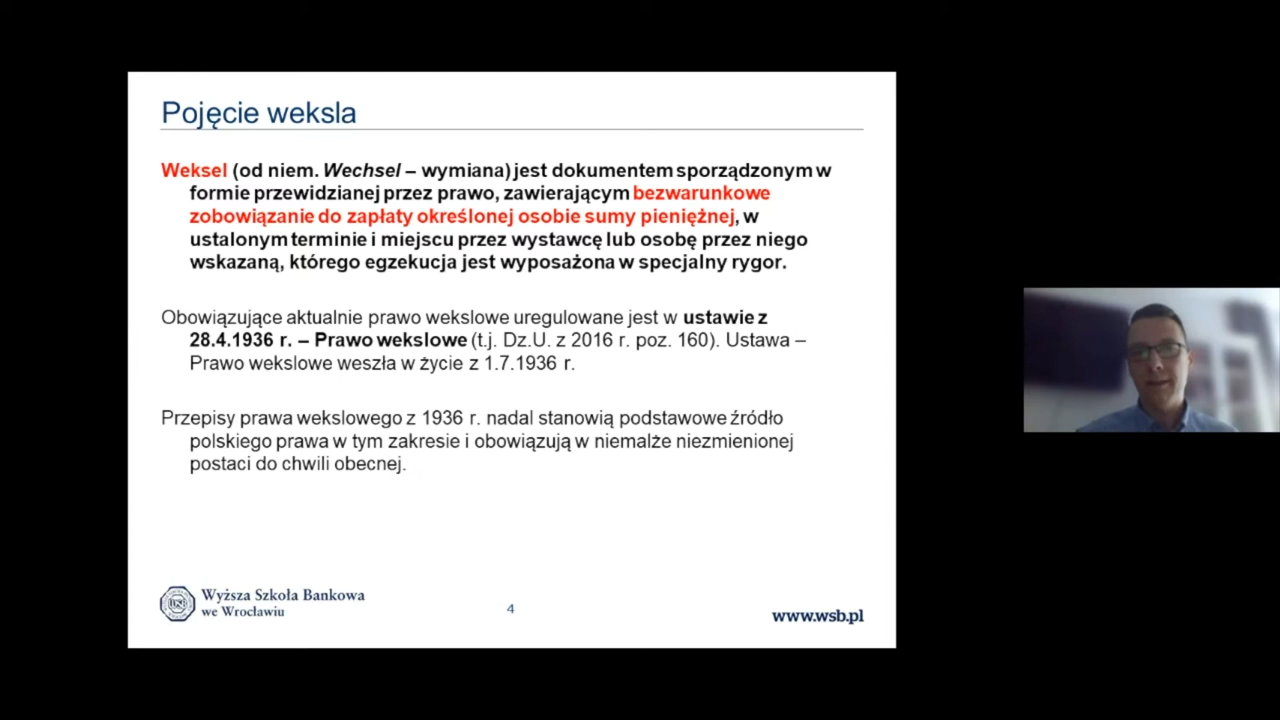 Pojęcie weksla
Weksel (od niem. Wechsel – wymiana) jest dokumentem sporządzonym w
formie przewidzianej przez prawo, zawierającym bezwarunkowe
zobowiązanie do zapłaty określonej osobie sumy pieniężnej, w
ustalonym terminie i miejscu przez wystawcę lub osobę przez niego
wskazaną, którego egzekucja jest wyposażona w specjalny rygor.
Obowiązujące aktualnie prawo wekslowe uregulowane jest w ustawie z
28.4.1936 r. – Prawo wekslowe (t.j. Dz.U. z 2016 r. poz. 160). Ustawa –
Prawo wekslowe weszła w życie z 1.7.1936 r.
Przepisy prawa wekslowego z 1936 r. nadal stanowią podstawowe źródło
polskiego prawa w tym zakresie i obowiązują w niemalże niezmienionej
postaci do chwili obecnej.
WSB
Wyższa Szkoła Bankowa
we Wrocławiu
4
www.wsb.pl